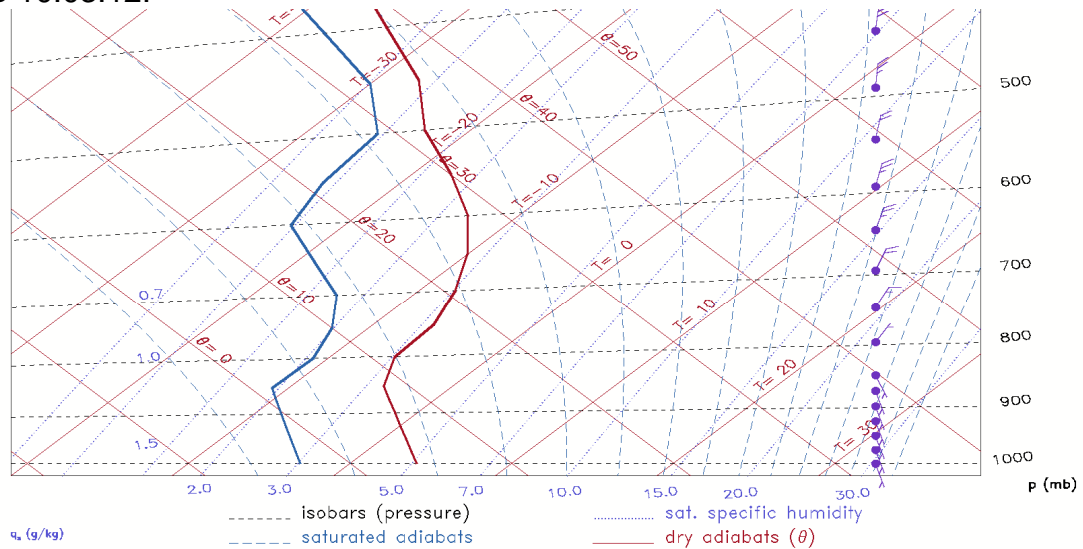 T=
θ=50
500
T=-30
θ=40
T=-20
θ=30
600
T=-10
θ=20
T= 0
700
θ=10
0.7
T= 10
800
θ= 0
1.0
T= 20
900
T= 30
1.5
1000
2.0 3.0 5.0 7.0 10.0 15.0 20.0 30.0
p (mb)
isobars (pressure) sat. specific humidity
qₛ (g/kg) saturated adiabats dry adiabats (θ)